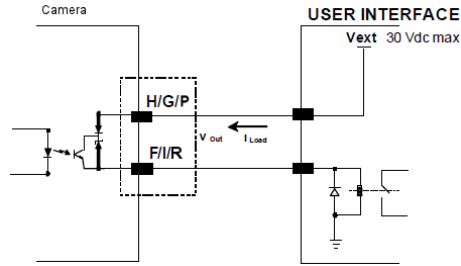 Camera
USER INTERFACE
Vext 30 Vdc max
H/G/P
V Out
I Load
F/I/R